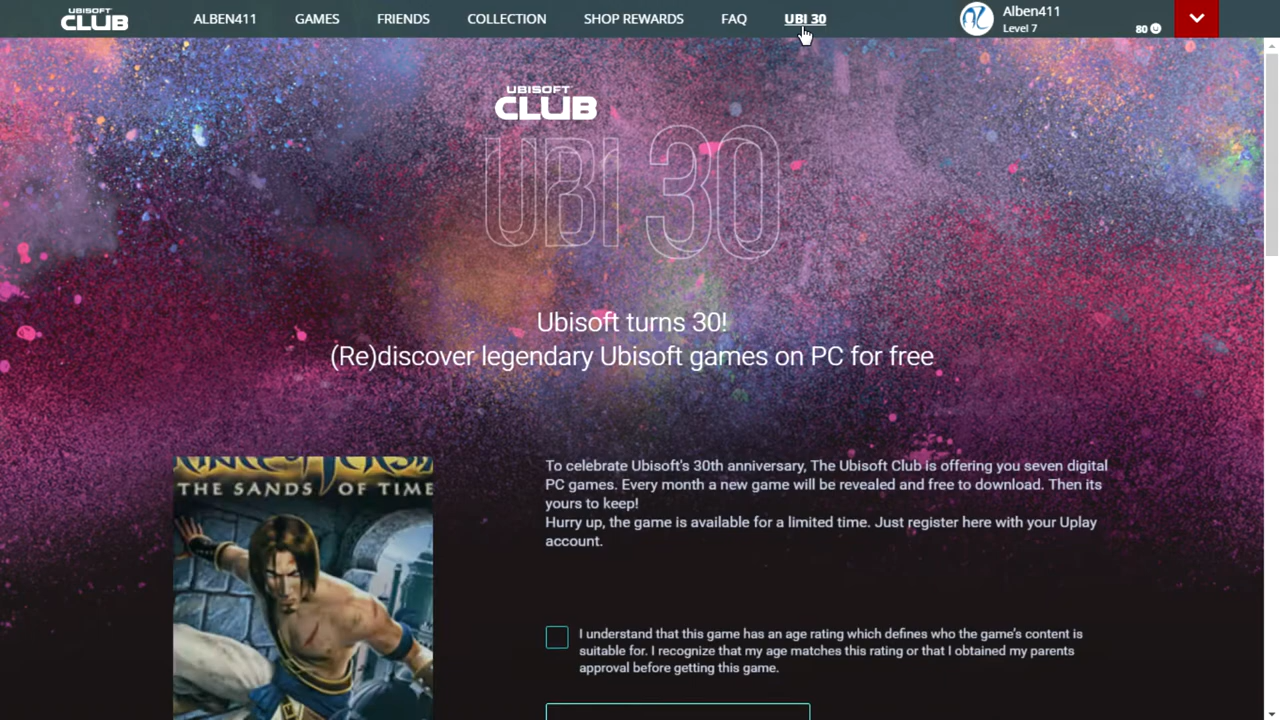 UBISOFT
CLUB
ALBEN411
GAMES
FRIENDS
COLLECTION
SHOP REWARDS
FAQ
UBI 30
Alben411
Level 7
80
UBISOFT
CLUB
UBI 30
Ubisoft turns 30!
(Re)discover legendary Ubisoft games on PC for free
THE SANDS OF TIME
To celebrate Ubisoft's 30th anniversary, The Ubisoft Club is offering you seven digital
PC games. Every month a new game will be revealed and free to download. Then its
yours to keep!
Hurry up, the game is available for a limited time. Just register here with your Uplay
account.
I understand that this game has an age rating which defines who the game's content is
suitable for. I recognize that my age matches this rating or that I obtained my parents
approval before getting this game.